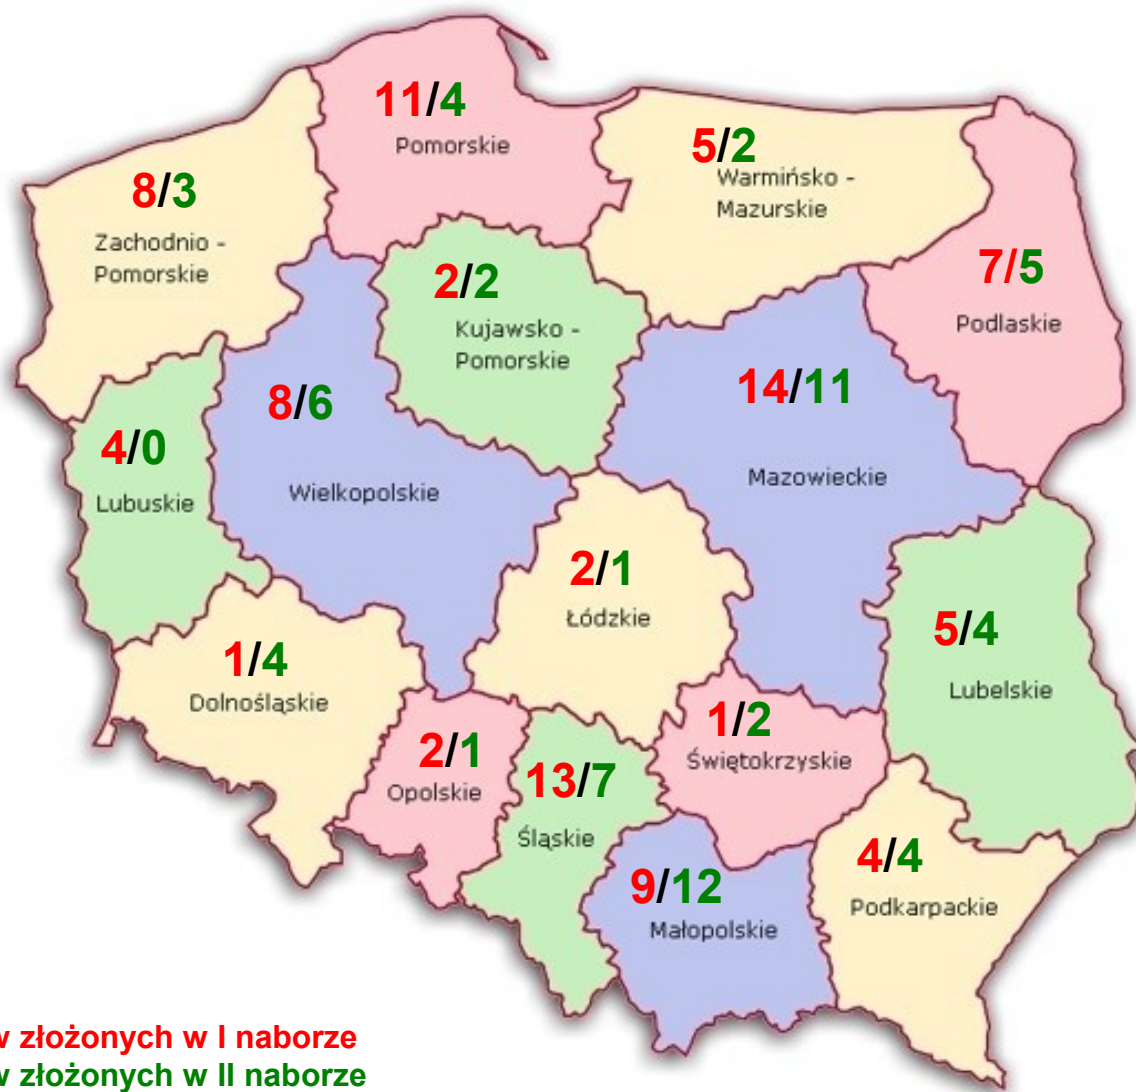 11/4
Pomorskie
5/2
Warmińsko -
Mazurskie
8/3
Zachodnio -
Pomorskie
2/2
Kujawsko -
Pomorskie
7/5
Podlaskie
8/6
Wielkopolskie
14/11
Mazowieckie
4/0
Lubuskie
2/1
Łódzkie
5/4
Lubelskie
1/4
Dolnośląskie
2/1
Opolskie
13/7
Śląskie
1/2
Świętokrzyskie
9/12
Małopolskie
4/4
Podkarpackie
w złożonych w I naborze
w złożonych w II naborze